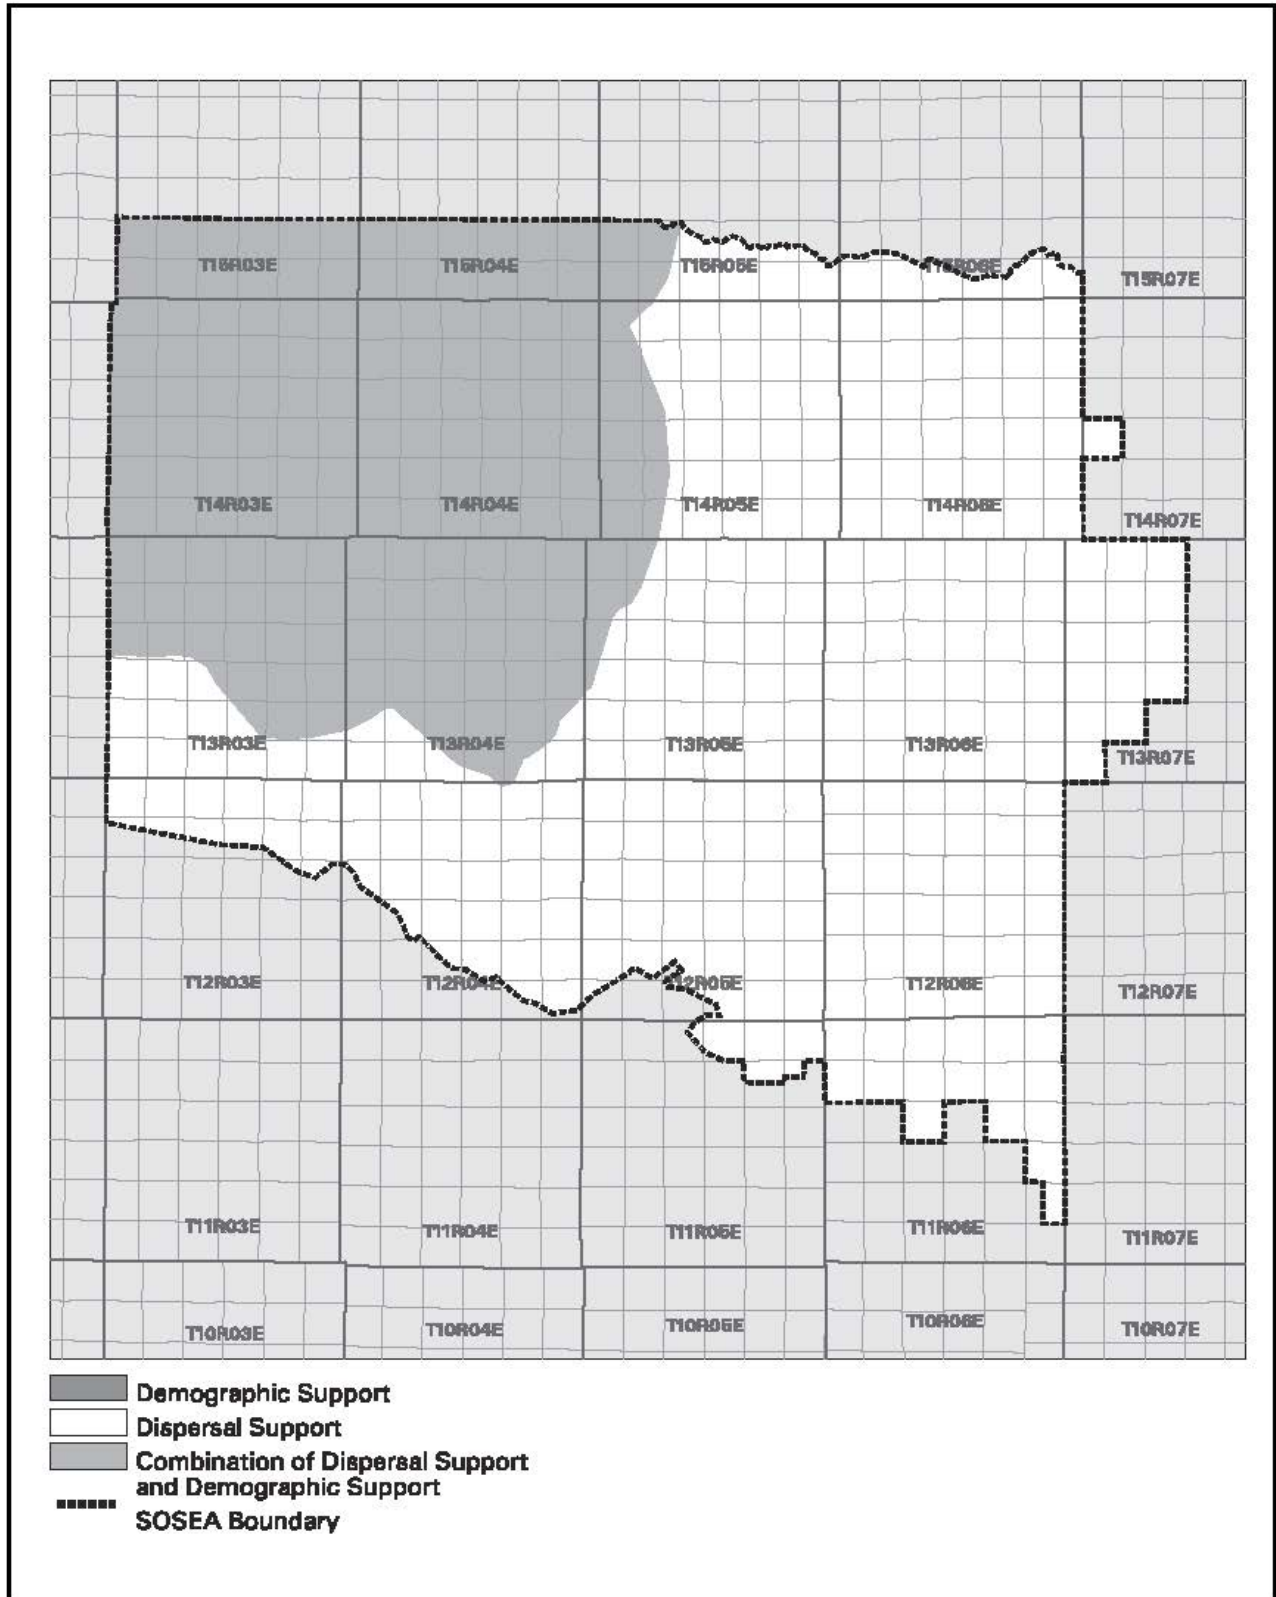 T15R03E T15R04E T15R05E T15R06E T15R07E
T14R03E T14R04E T14R05E T14R06E T14R07E
T13R03E T13R04E T13R05E T13R06E T13R07E
T12R03E T12R04E T12R05E T12R06E T12R07E
T11R03E T11R04E T11R05E T11R06E T11R07E
T10R03E T10R04E T10R05E T10R06E T10R07E
Demographic Support
Dispersal Support
Combination of Dispersal Support
and Demographic Support
SOSEA Boundary